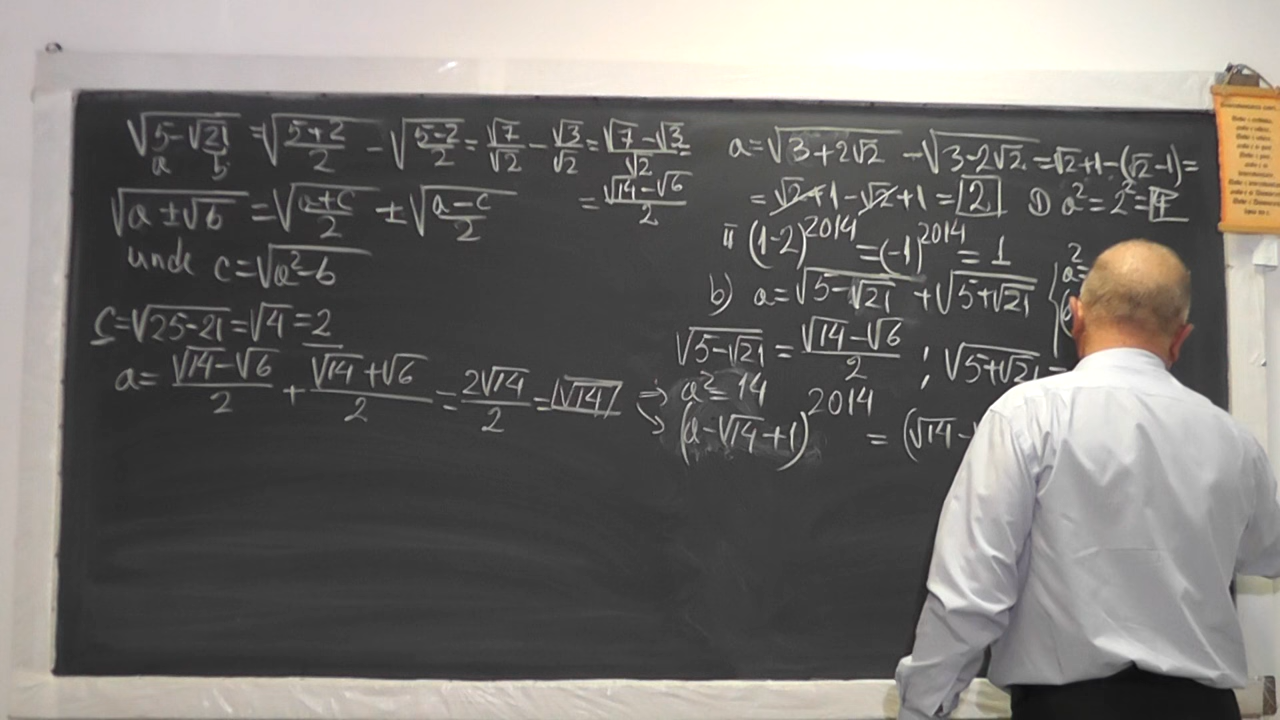 √(5-√21) = √((5+2)/2) - √((5-2)/2) = √7/√2 - √3/√2 = (√7-√3)/√2 =
a b
= (√14-√6)/2
√(a±√b) = √((a+c)/2) ± √((a-c)/2)
unde c=√(a²-b)
c=√(25-21)=√4=2
a= (√14-√6)/2 + (√14+√6)/2 = 2√14/2 = √14
a=√(3+2√2) - √(3-2√2)=√2+1-(√2-1)=
= √2+1-√2+1=2 I) a²=2²=4
II (1-2)^2014 =(-1)^2014 = 1
b) a=√(5-√21) +√(5+√21) { a²=
√(5-√21) = (√14-√6)/2 ; √(5+√21) =
⇒ a²=14
(a-√14+1)^2014 = (√14-